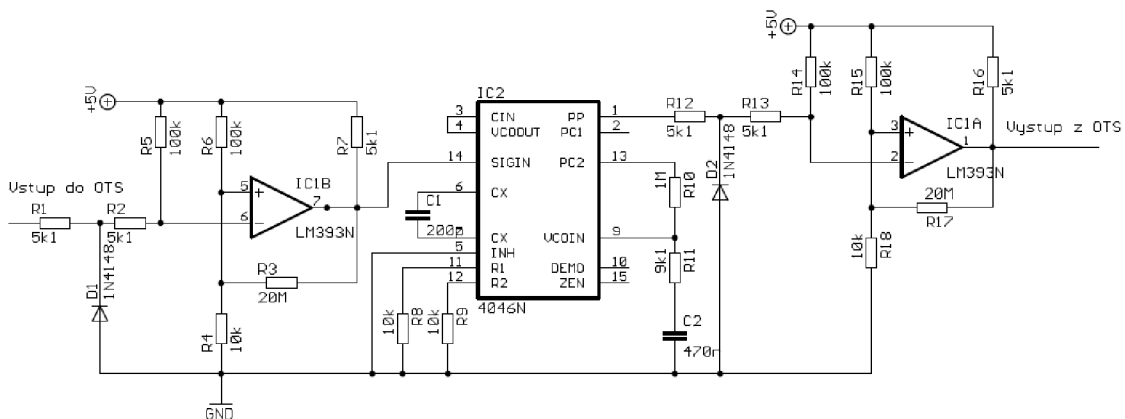 +5V
R14
100k
R15
100k
R16
5k1
IC1A
3
+
2
-
1
LM393N
Vystup z OTS
20M
R17
10k
R18
+5V
R5
100k
R6
100k
R7
5k1
Vstup do OTS
R1
5k1
R2
5k1
D1
1N4148
5
+
6
-
IC1B
7
LM393N
R3
20M
R4
10k
GND
IC2
3
CIN
4
VCOOUT
14
SIGIN
6
CX
C1
200p
CX
5
INH
11
R1
12
R2
4046N
10k
R8
10k
R9
PP
1
PC1
2
PC2
13
VCOIN
9
DEMO
10
ZEN
15
1M
R10
9k1
R11
C2
470n
R12
5k1
R13
5k1
D2
1N4148